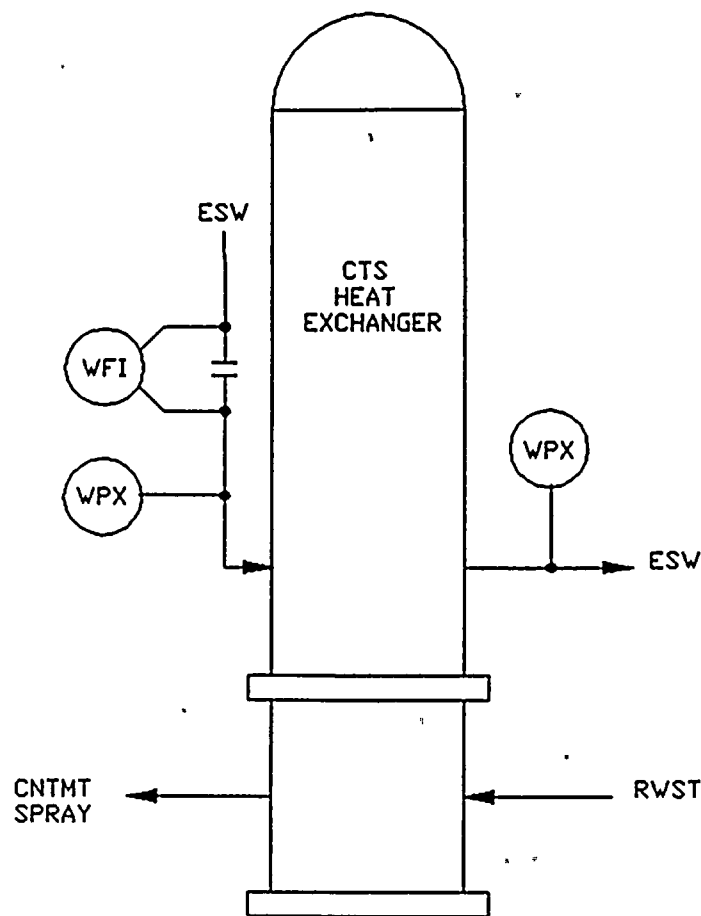 ESW
CTS
HEAT
EXCHANGER
WFI
WPX
WPX
ESW
CNTMT
SPRAY
RWST